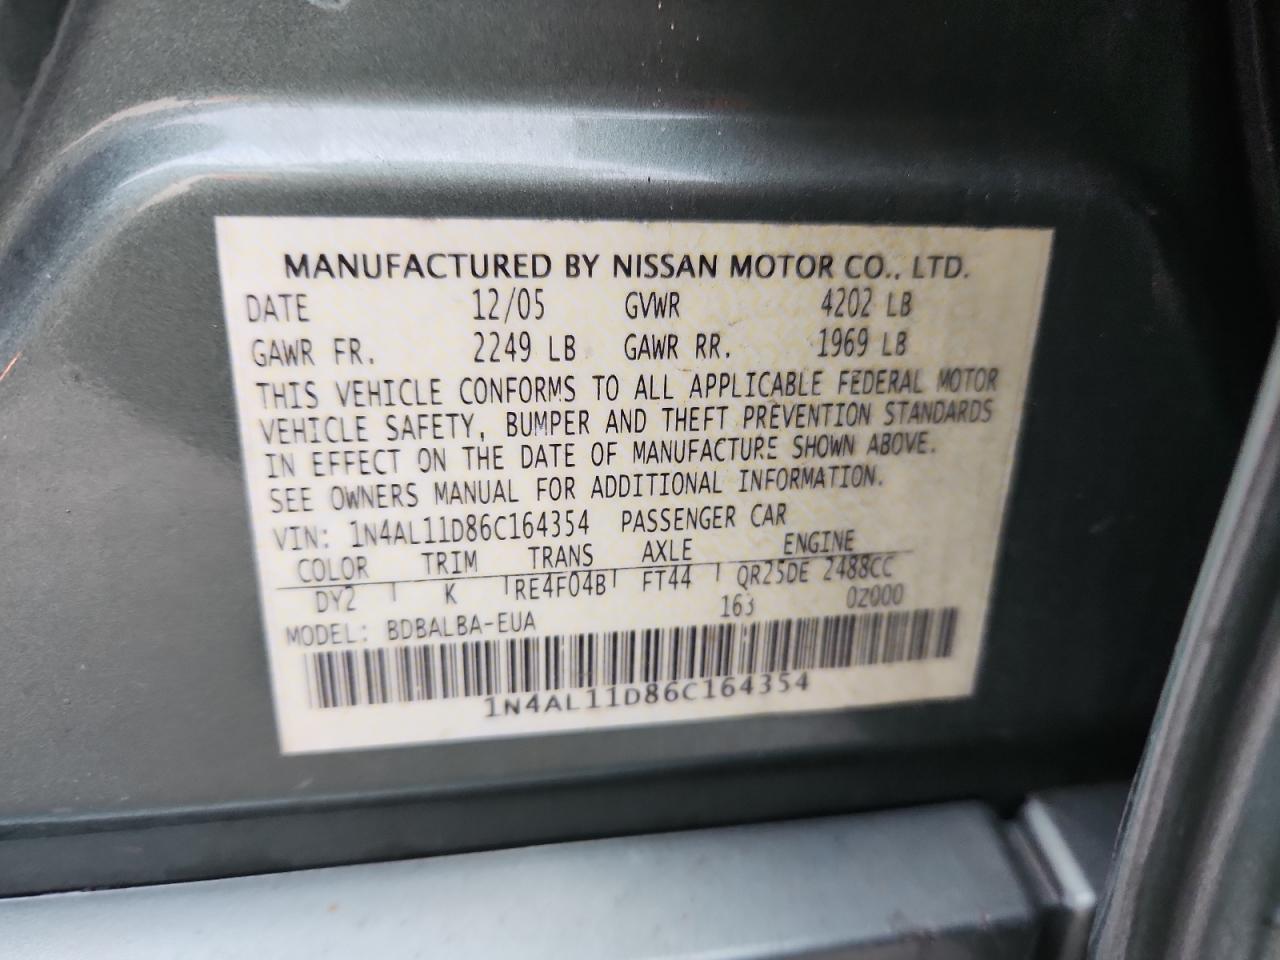 MANUFACTURED BY NISSAN MOTOR CO., LTD.
DATE 12/05 GVWR 4202 LB
GAWR FR. 2249 LB GAWR RR. 1969 LB
THIS VEHICLE CONFORMS TO ALL APPLICABLE FEDERAL MOTOR
VEHICLE SAFETY, BUMPER AND THEFT PREVENTION STANDARDS
IN EFFECT ON THE DATE OF MANUFACTURE SHOWN ABOVE.
SEE OWNERS MANUAL FOR ADDITIONAL INFORMATION.
VIN: 1N4AL11D86C164354 PASSENGER CAR
COLOR TRIM TRANS AXLE ENGINE
DY2 K RE4F04B FT44 QR25DE 2488CC
MODEL: BDBALBA-EUA 163 0Z000
1N4AL11D86C164354